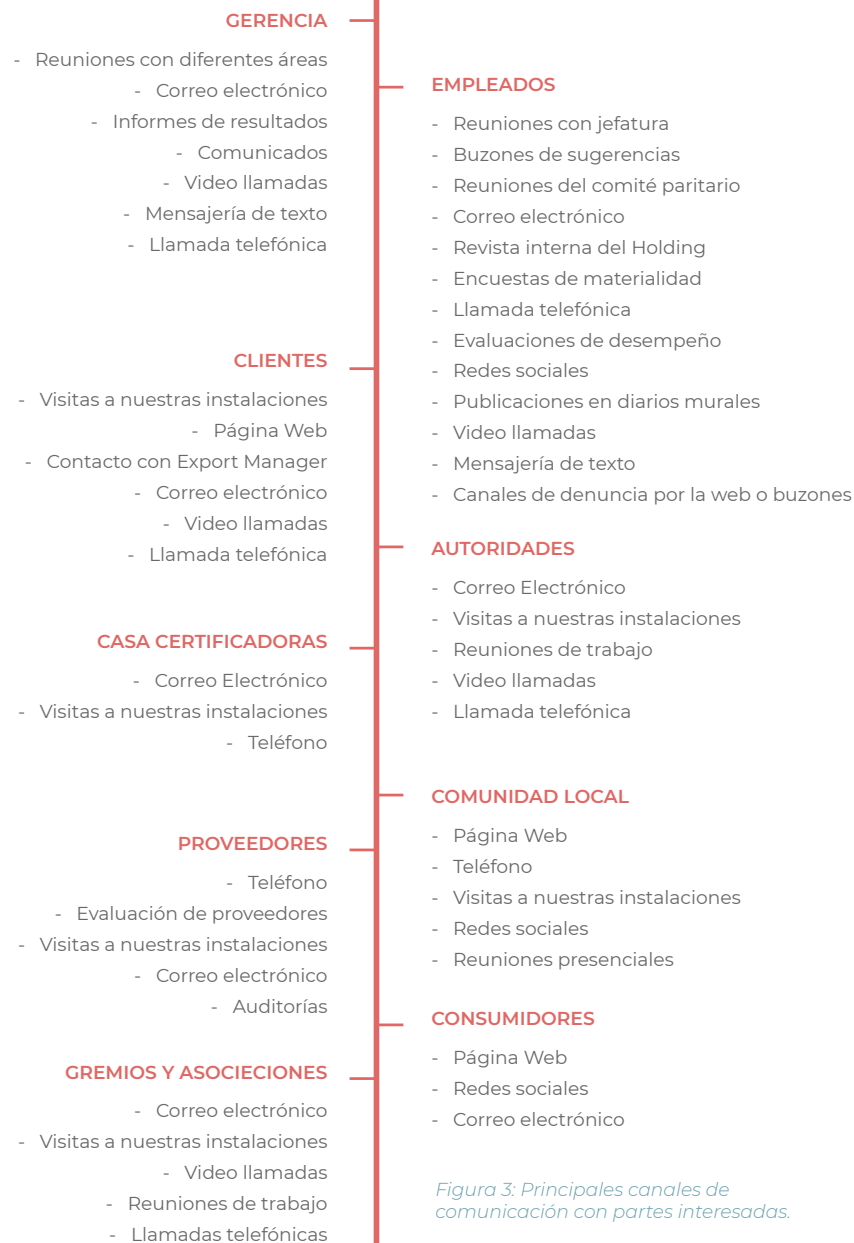 GERENCIA
- Reuniones con diferentes áreas
- Correo electrónico
- Informes de resultados
- Comunicados
- Video llamadas
- Mensajería de texto
- Llamada telefónica
CLIENTES
- Visitas a nuestras instalaciones
- Página Web
- Contacto con Export Manager
- Correo electrónico
- Video llamadas
- Llamada telefónica
CASA CERTIFICADORAS
- Correo Electrónico
- Visitas a nuestras instalaciones
- Teléfono
PROVEEDORES
- Teléfono
- Evaluación de proveedores
- Visitas a nuestras instalaciones
- Correo electrónico
- Auditorías
GREMIOS Y ASOCIECIONES
- Correo electrónico
- Visitas a nuestras instalaciones
- Video llamadas
- Reuniones de trabajo
- Llamadas telefónicas
EMPLEADOS
- Reuniones con jefatura
- Buzones de sugerencias
- Reuniones del comité paritario
- Correo electrónico
- Revista interna del Holding
- Encuestas de materialidad
- Llamada telefónica
- Evaluaciones de desempeño
- Redes sociales
- Publicaciones en diarios murales
- Video llamadas
- Mensajería de texto
- Canales de denuncia por la web o buzones
AUTORIDADES
- Correo Electrónico
- Visitas a nuestras instalaciones
- Reuniones de trabajo
- Video llamadas
- Llamada telefónica
COMUNIDAD LOCAL
- Página Web
- Teléfono
- Visitas a nuestras instalaciones
- Redes sociales
- Reuniones presenciales
CONSUMIDORES
- Página Web
- Redes sociales
- Correo electrónico
Figura 3: Principales canales de
comunicación con partes interesadas.